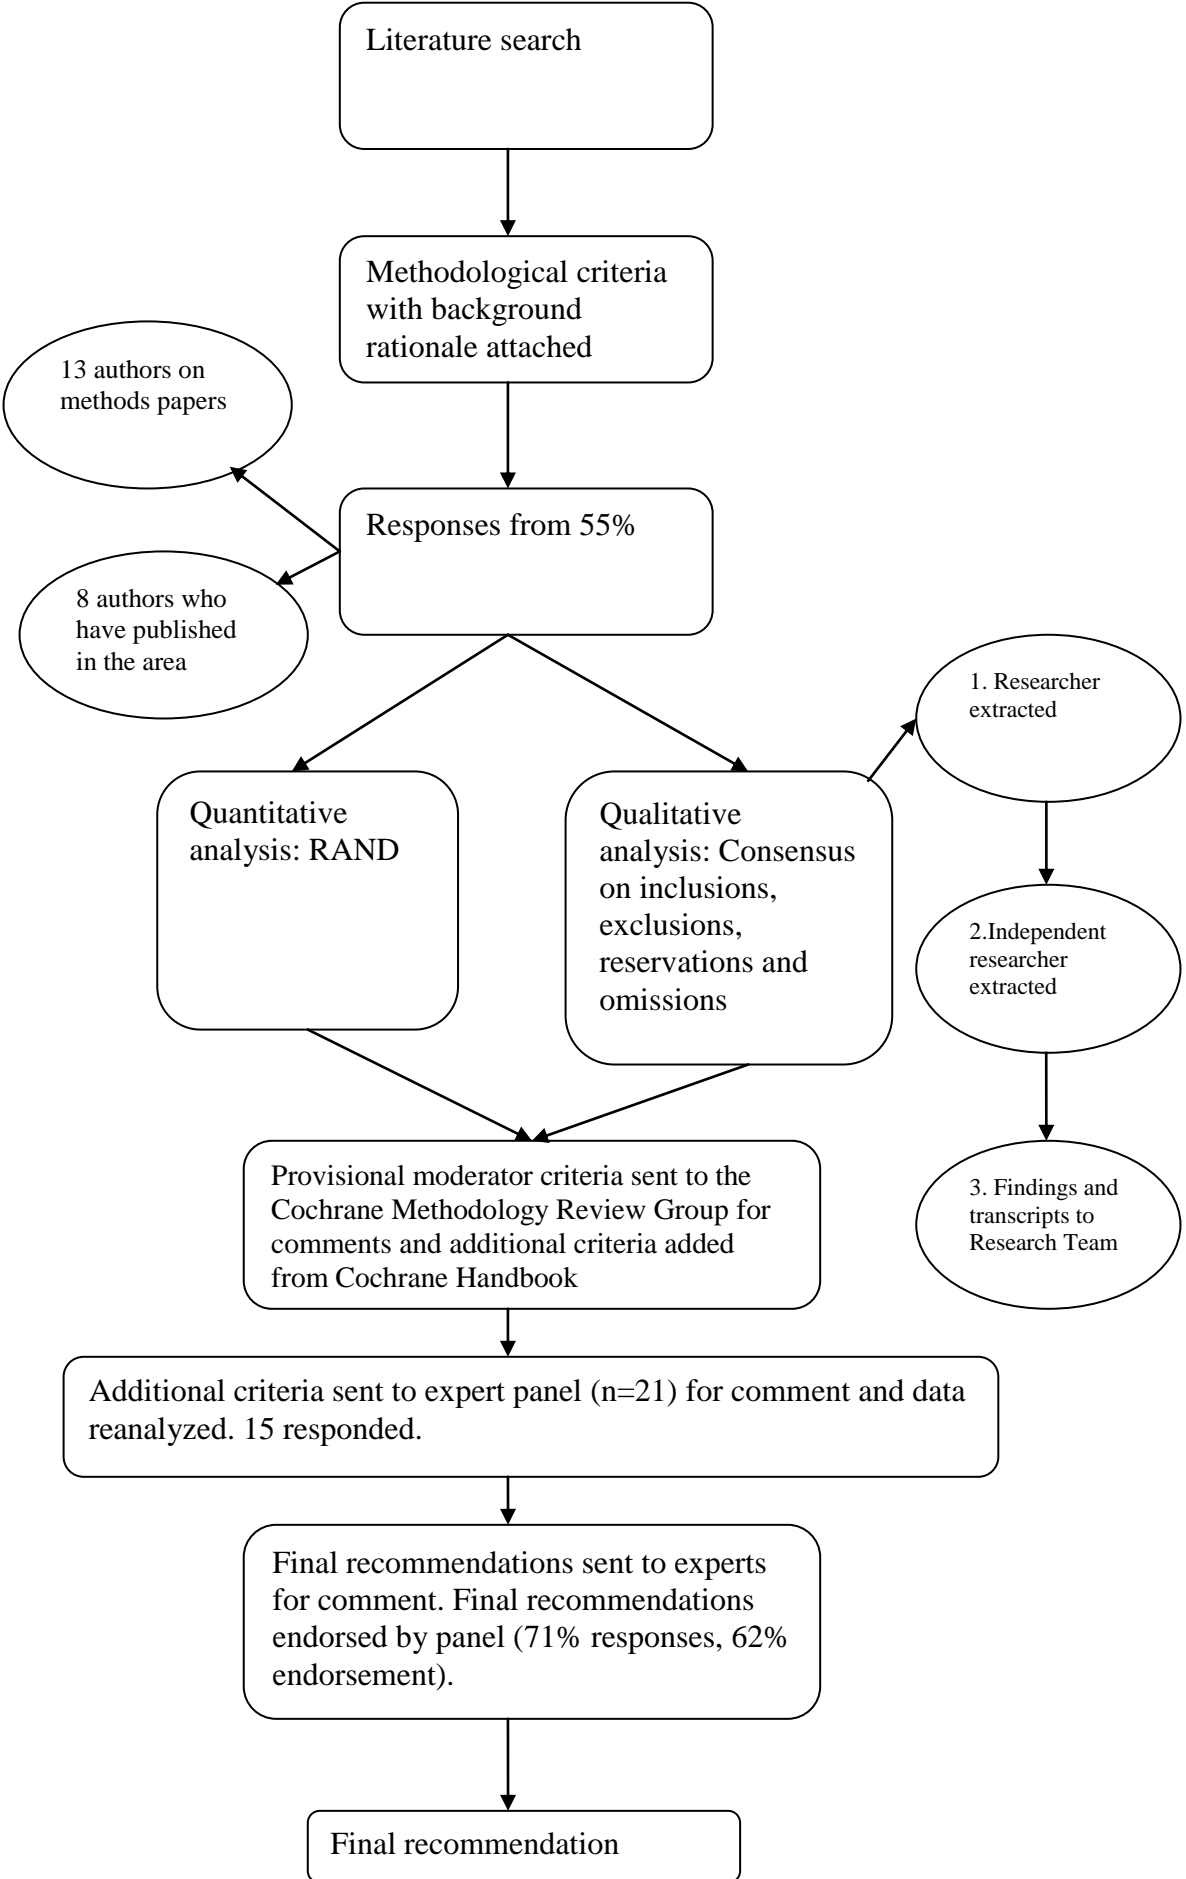 Literature search
Methodological criteria
with background
rationale attached
13 authors on
methods papers
Responses from 55%
8 authors who
have published
in the area
1. Researcher
extracted
Quantitative
analysis: RAND
Qualitative
analysis: Consensus
on inclusions,
exclusions,
reservations and
omissions
2.Independent
researcher
extracted
3. Findings and
transcripts to
Research Team
Provisional moderator criteria sent to the
Cochrane Methodology Review Group for
comments and additional criteria added
from Cochrane Handbook
Additional criteria sent to expert panel (n=21) for comment and data
reanalyzed. 15 responded.
Final recommendations sent to experts
for comment. Final recommendations
endorsed by panel (71% responses, 62%
endorsement).
Final recommendation